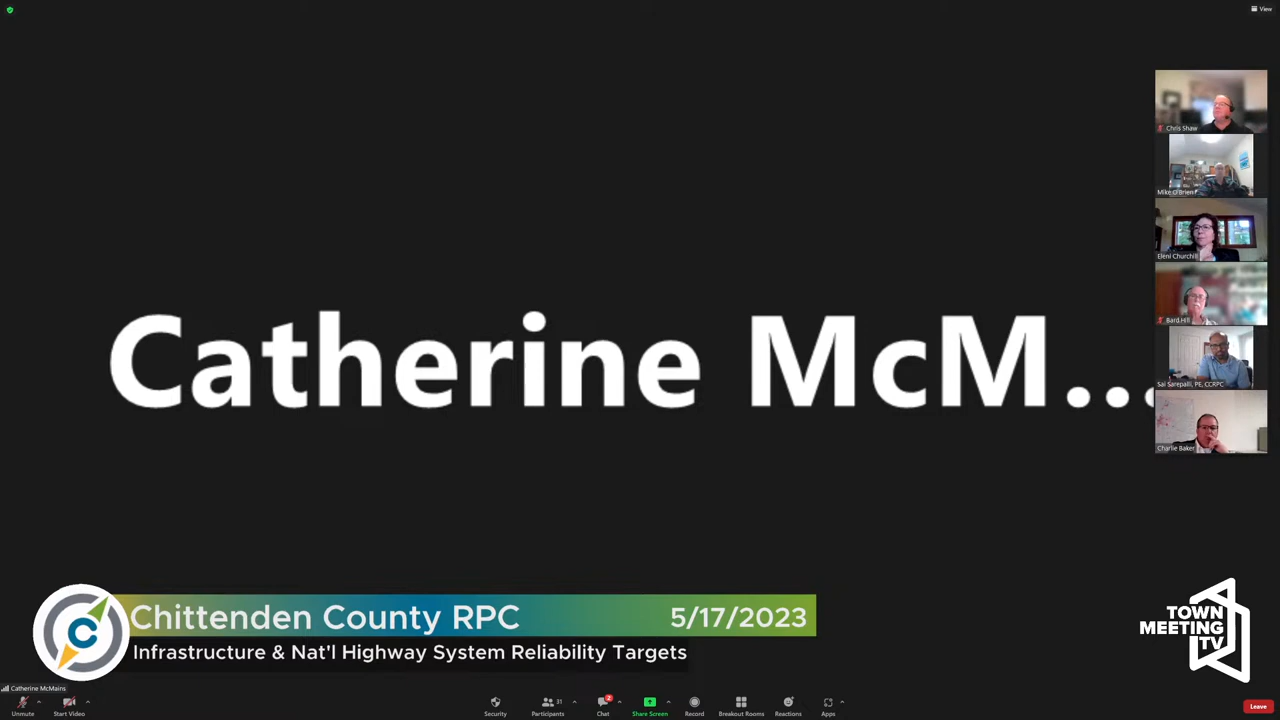 View
Chris Shaw
Mike O'Brien
Eleni Churchill
Bard Hill
Sai Sarepalli, PE, CCRPC
Charlie Baker
Catherine McM...
C
Chittenden County RPC
5/17/2023
Infrastructure & Nat'l Highway System Reliability Targets
TOWN
MEETING
TV
Catherine McMains
Unmute
Start Video
Security
Participants
31
Chat
2
Share Screen
Record
Breakout Rooms
Reactions
Apps
Leave